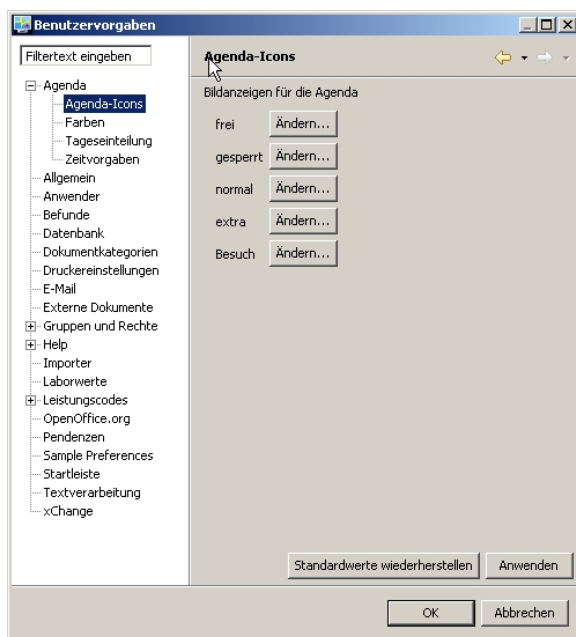 Benutzervorgaben
Filtertext eingeben
Agenda
Agenda-Icons
Farben
Tageseinteilung
Zeitvorgaben
Allgemein
Anwender
Befunde
Datenbank
Dokumentkategorien
Druckereinstellungen
E-Mail
Externe Dokumente
Gruppen und Rechte
Help
Importer
Laborwerte
Leistungscodes
OpenOffice.org
Pendenzen
Sample Preferences
Startleiste
Textverarbeitung
xChange
Agenda-Icons
Bildanzeigen für die Agenda
frei Ändern...
gesperrt Ändern...
normal Ändern...
extra Ändern...
Besuch Ändern...
Standardwerte wiederherstellen Anwenden
OK Abbrechen